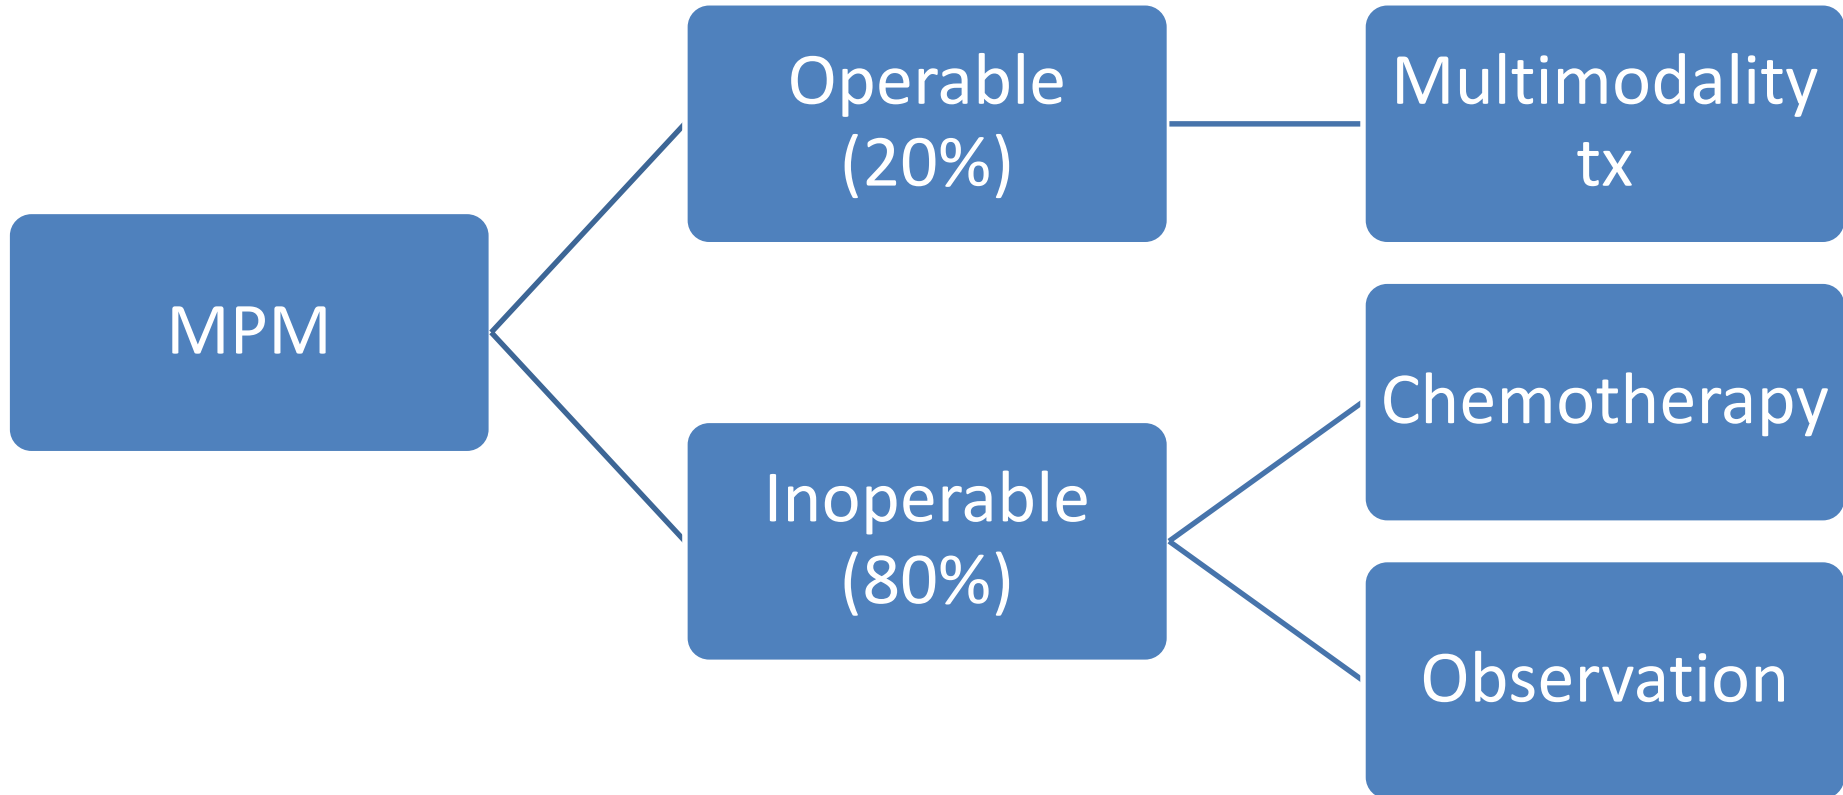 MPM
Operable
(20%)
Multimodality
tx
Inoperable
(80%)
Chemotherapy
Observation